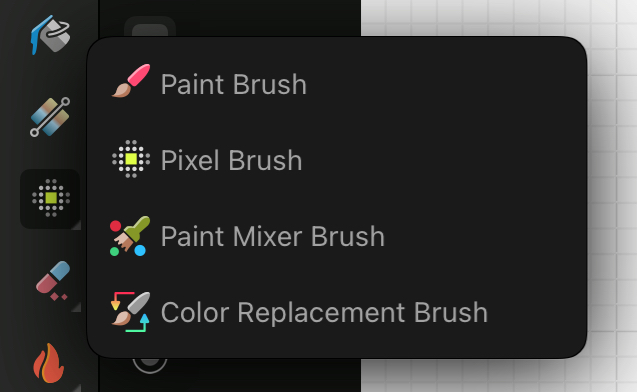 Paint Brush
Pixel Brush
Paint Mixer Brush
Color Replacement Brush